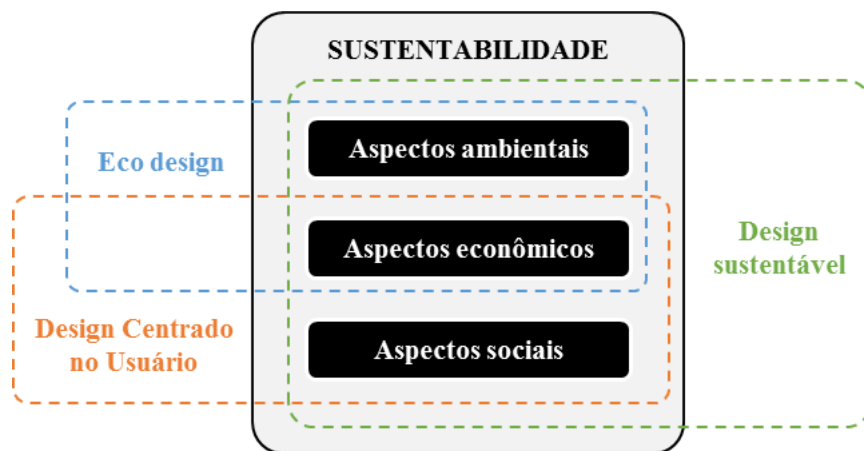 SUSTENTABILIDADE
Aspectos ambientais
Eco design
Aspectos econômicos
Design
sustentável
Design Centrado
no Usuário
Aspectos sociais